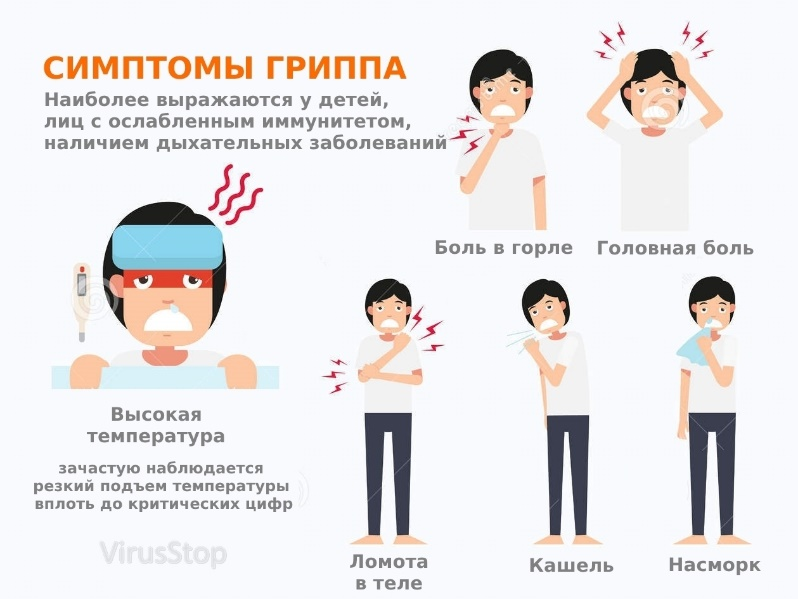 СИМПТОМЫ ГРИППА
Наиболее выражаются у детей,
лиц с ослабленным иммунитетом,
наличием дыхательных заболеваний
Боль в горле
Головная боль
Высокая
температура
зачастую наблюдается
резкий подъем температуры
вплоть до критических цифр
Ломота
в теле
Кашель
Насморк
VirusStop